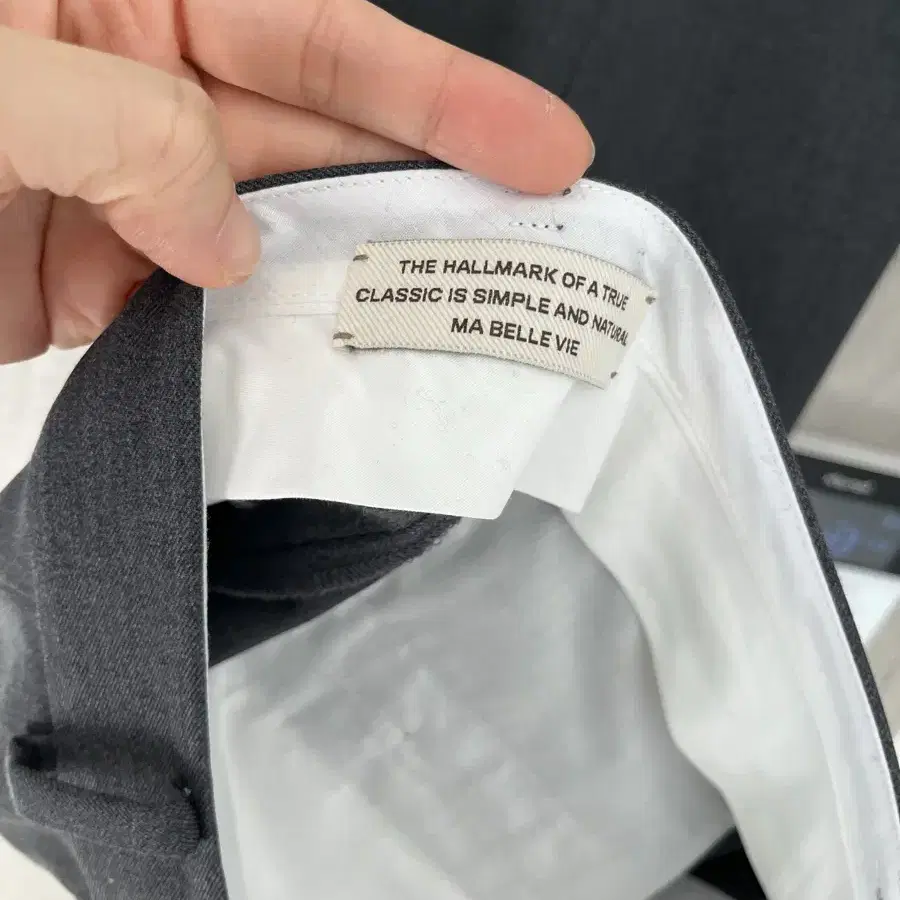 THE HALLMARK OF A TRUE
CLASSIC IS SIMPLE AND NATURAL
MA BELLE VIE